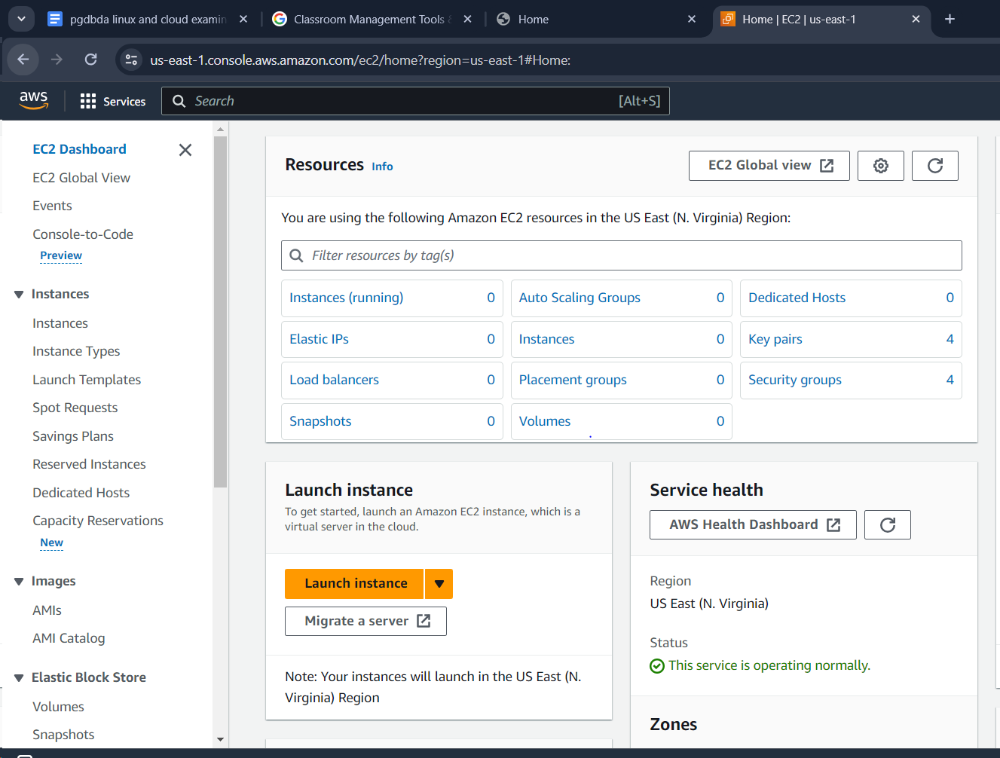 pgdbda linux and cloud examin
Classroom Management Tools &
Home
Home | EC2 | us-east-1
us-east-1.console.aws.amazon.com/ec2/home?region=us-east-1#Home:
aws
Services
Search
[Alt+S]
EC2 Dashboard
EC2 Global View
Events
Console-to-Code
Preview
Instances
Instances
Instance Types
Launch Templates
Spot Requests
Savings Plans
Reserved Instances
Dedicated Hosts
Capacity Reservations
New
Images
AMIs
AMI Catalog
Elastic Block Store
Volumes
Snapshots
Resources Info
EC2 Global view
You are using the following Amazon EC2 resources in the US East (N. Virginia) Region:
Filter resources by tag(s)
Instances (running) 0
Auto Scaling Groups 0
Dedicated Hosts 0
Elastic IPs 0
Instances 0
Key pairs 4
Load balancers 0
Placement groups 0
Security groups 4
Snapshots 0
Volumes 0
Launch instance
To get started, launch an Amazon EC2 instance, which is a
virtual server in the cloud.
Launch instance
Migrate a server
Note: Your instances will launch in the US East (N.
Virginia) Region
Service health
AWS Health Dashboard
Region
US East (N. Virginia)
Status
This service is operating normally.
Zones